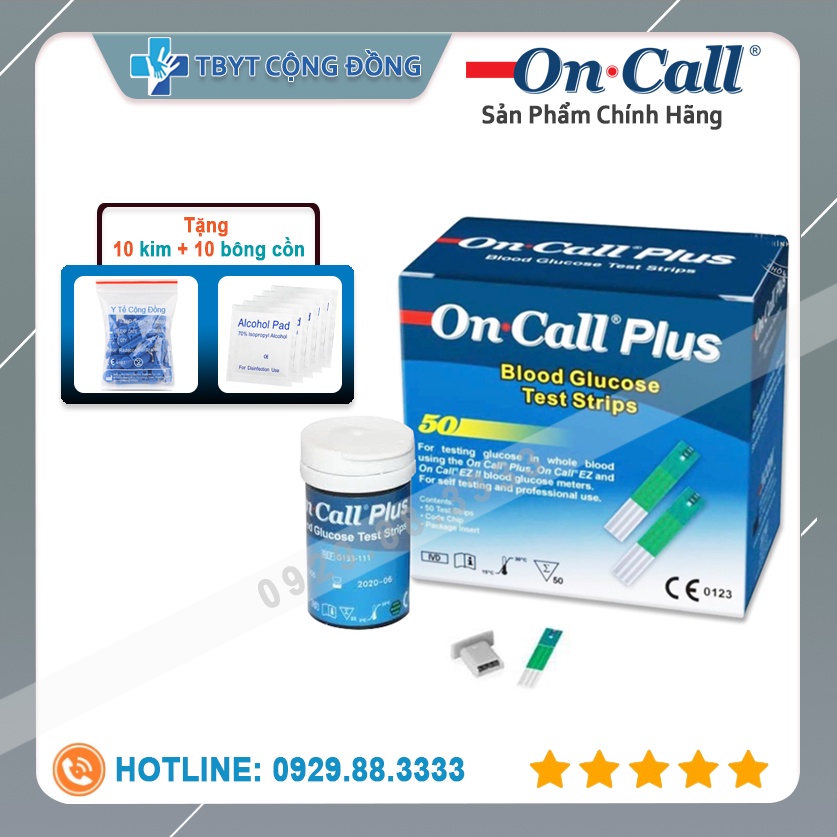 TBYT CỘNG ĐỒNG
On·Call®
Sản Phẩm Chính Hãng
Tặng
10 kim + 10 bông cồn
Y Tế Cộng Đồng
Alcohol Pad
70% Isopropyl Alcohol
For Disinfection Use
On·Call® Plus
Blood Glucose Test Strips
On·Call® Plus
Blood Glucose
Test Strips
50
For testing glucose in whole blood
using the On Call® Plus, On Call® EZ and
On Call® EZ II blood glucose meters.
For self testing and professional use.
Contents:
• 50 Test Strips
• Code Chip
• Package Insert
IVD
50
CE 0123
On Call® Plus
Blood Glucose Test Strips
2020-06
HOTLINE: 0929.88.3333